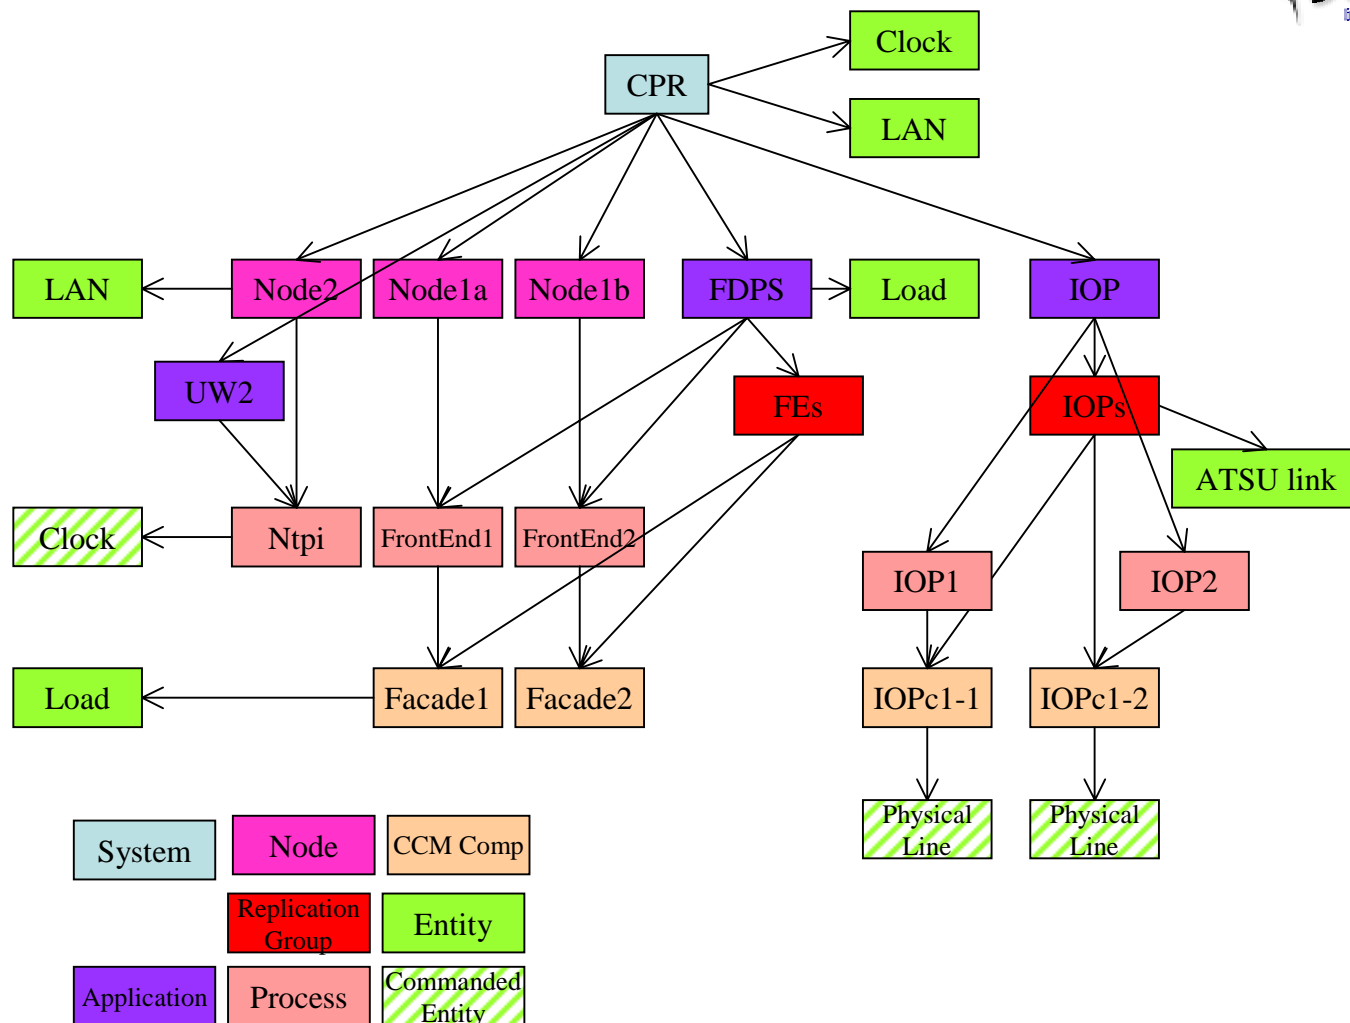 Clock
CPR
LAN
LAN
Node2
Node1a
Node1b
FDPS
Load
IOP
UW2
FEs
IOPs
ATSU link
Clock
Ntpi
FrontEnd1
FrontEnd2
IOP1
IOP2
Load
Facade1
Facade2
IOPc1-1
IOPc1-2
Physical
Line
Physical
Line
System
Node
CCM Comp
Replication
Group
Entity
Application
Process
Commanded
Entity